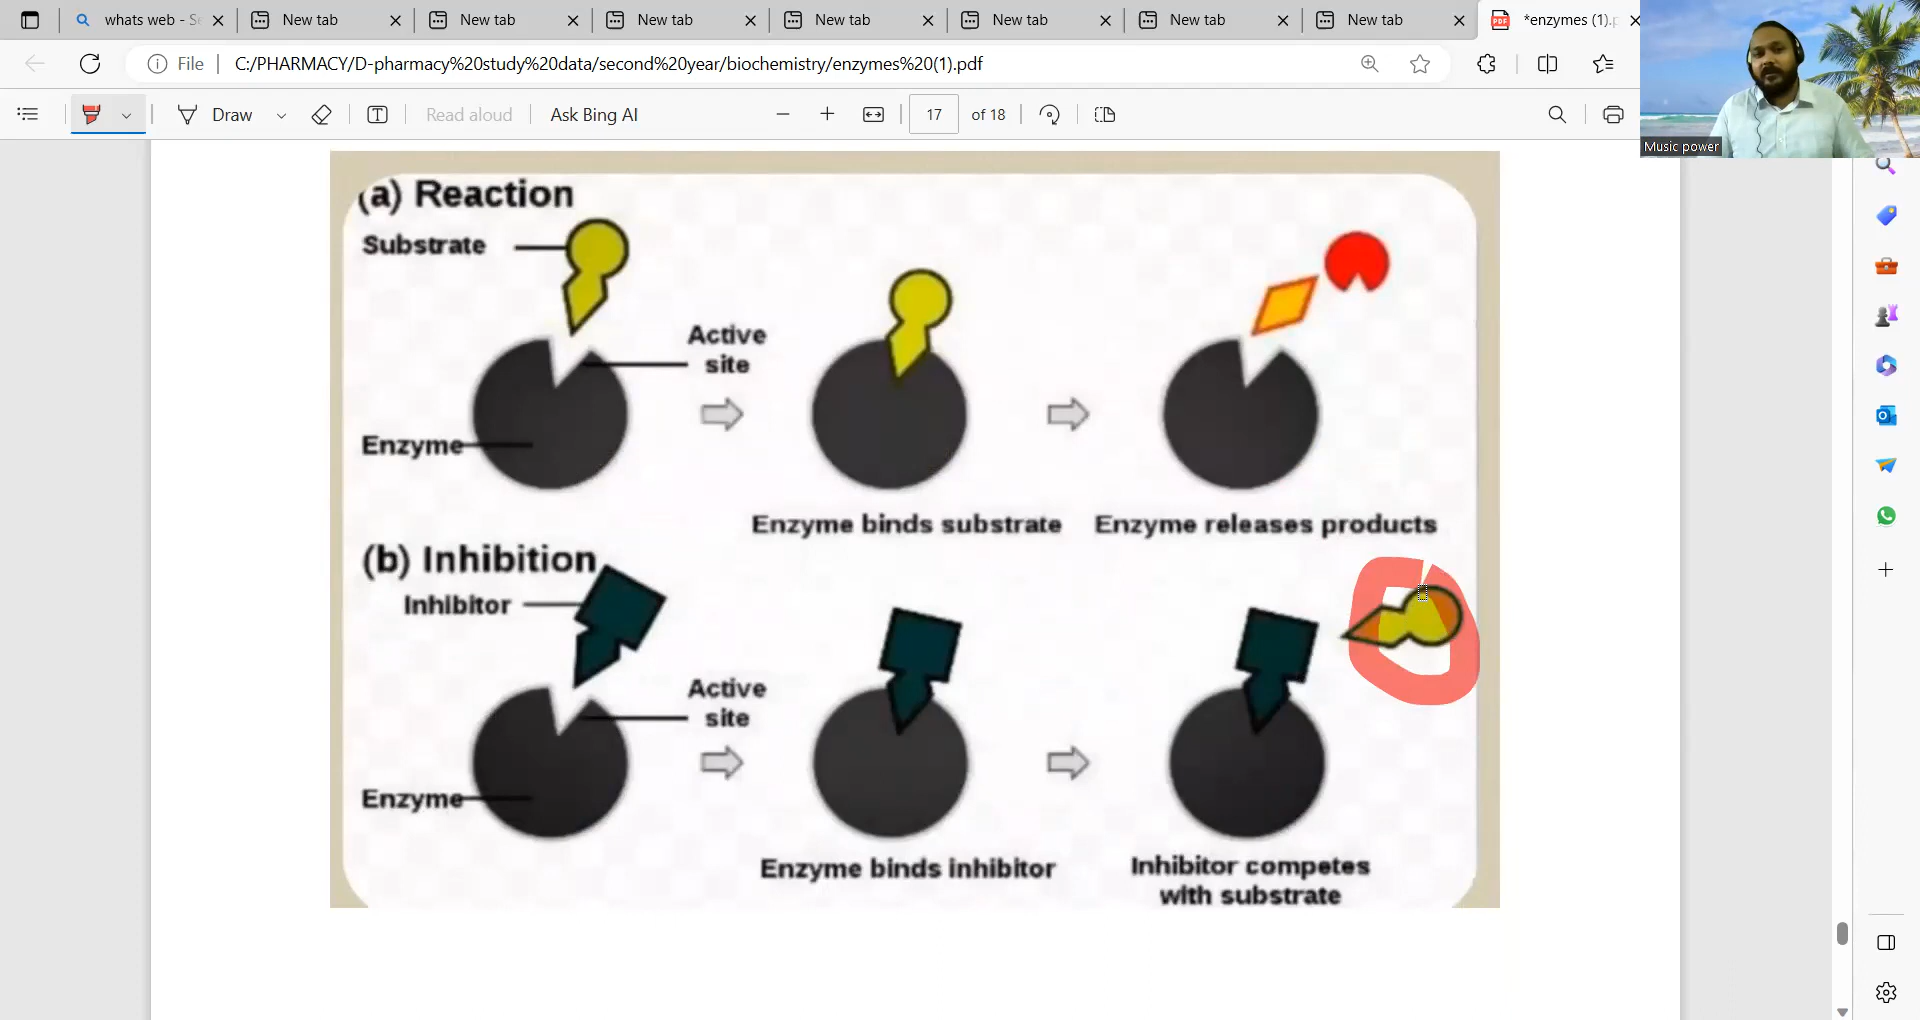 whats web - Se
New tab
New tab
New tab
New tab
New tab
New tab
New tab
*enzymes (1).p
File
C:/PHARMACY/D-pharmacy%20study%20data/second%20year/biochemistry/enzymes%20(1).pdf
Draw
Read aloud
Ask Bing AI
17 of 18
Music power
(a) Reaction
Substrate
Active
site
Enzyme
Enzyme binds substrate
Enzyme releases products
(b) Inhibition
Inhibitor
Active
site
Enzyme
Enzyme binds inhibitor
Inhibitor competes
with substrate